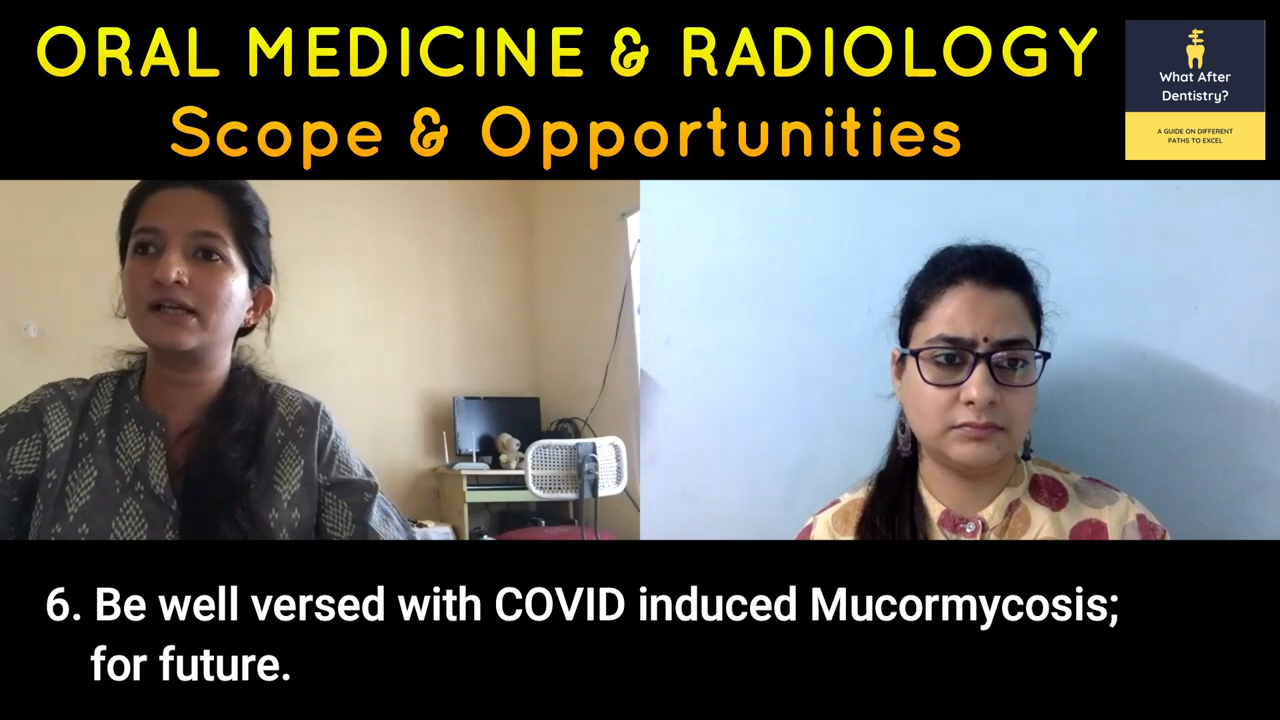 ORAL MEDICINE & RADIOLOGY
Scope & Opportunities
What After
Dentistry?
A GUIDE ON DIFFERENT
PATHS TO EXCEL
6. Be well versed with COVID induced Mucormycosis;
for future.